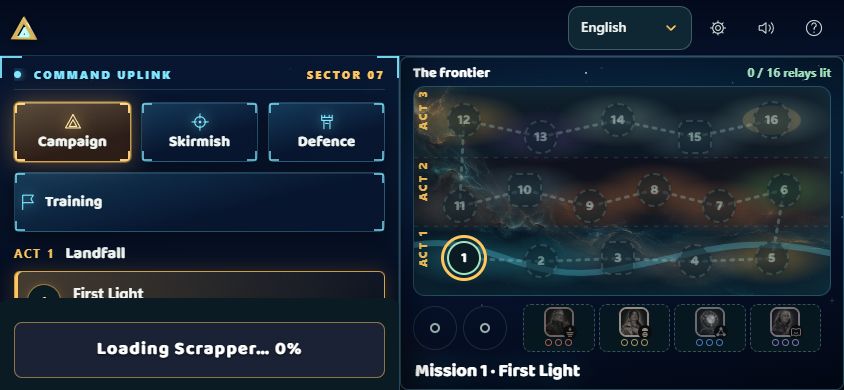 English
COMMAND UPLINK
SECTOR 07
Campaign
Skirmish
Defence
Training
ACT 1 Landfall
First Light
Loading Scrapper... 0%
The frontier
0 / 16 relays lit
ACT 3
12
13
14
15
16
ACT 2
11
10
9
8
7
6
ACT 1
1
2
3
4
5
Mission 1 · First Light